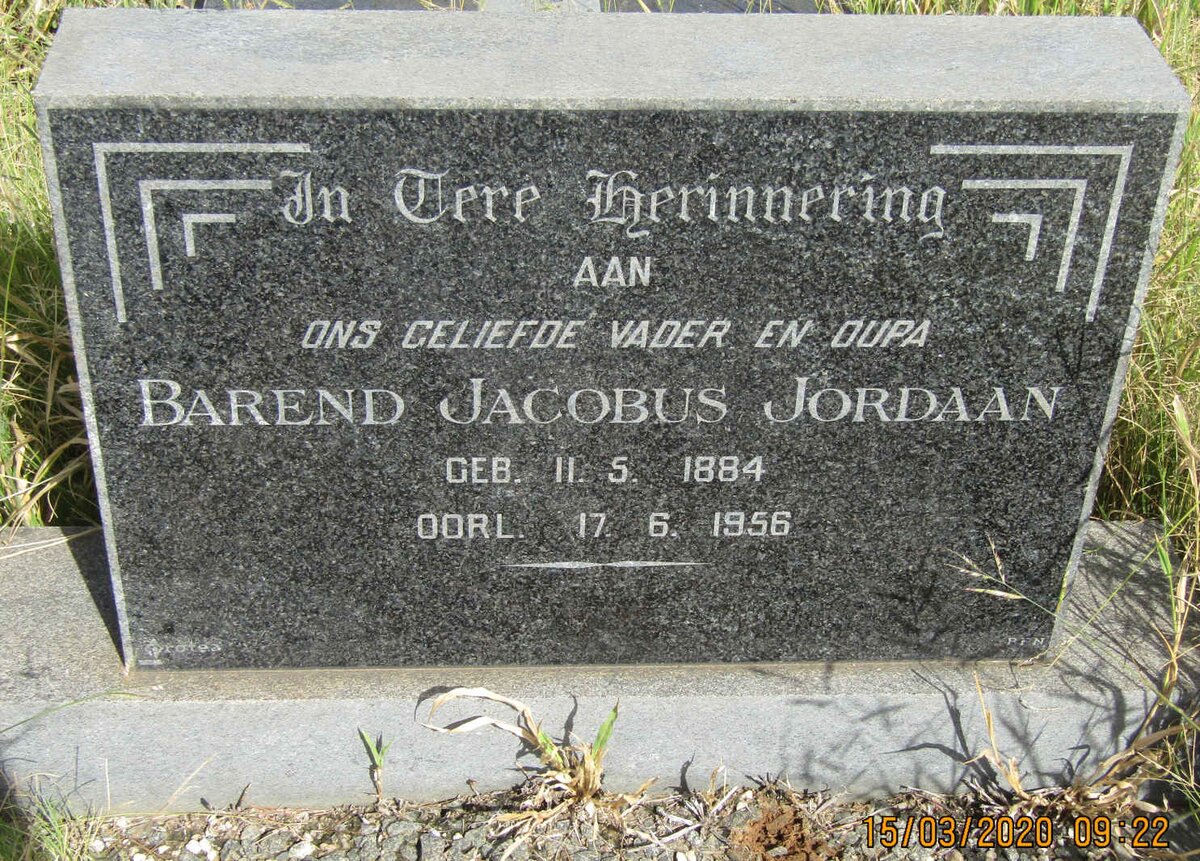 In Tere Herinnering
AAN
ONS GELIEFDE VADER EN OUPA
BAREND JACOBUS JORDAAN
GEB. 11. 5. 1884
OORL. 17. 6. 1956
Protea
15/03/2020 09:22